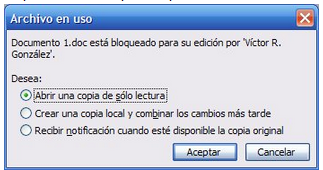 Archivo en uso
Documento 1.doc está bloqueado para su edición por 'Víctor R.
González'.
Desea:
Abrir una copia de sólo lectura
Crear una copia local y combinar los cambios más tarde
Recibir notificación cuando esté disponible la copia original
Aceptar
Cancelar